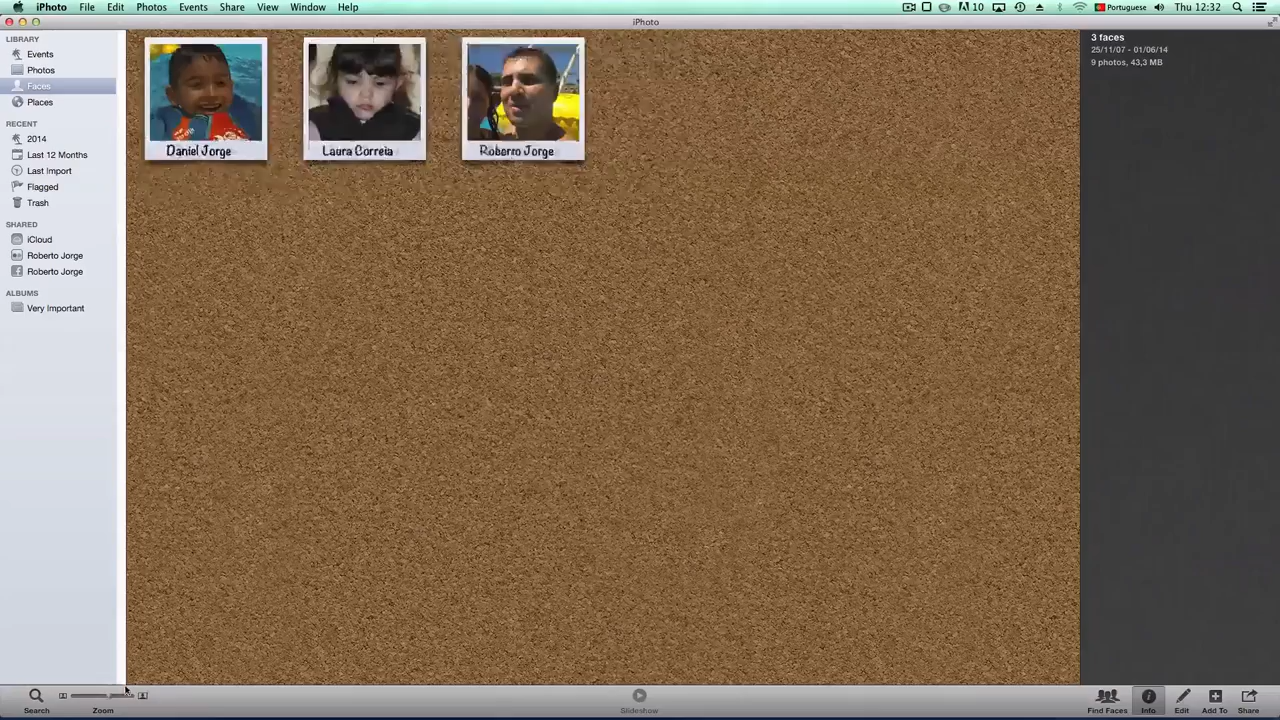 iPhoto File Edit Photos Events Share View Window Help 10 Portuguese Thu 12:32
iPhoto
LIBRARY
Events
Photos
Faces
Places
RECENT
2014
Last 12 Months
Last Import
Flagged
Trash
SHARED
iCloud
Roberto Jorge
Roberto Jorge
ALBUMS
Very Important
Daniel Jorge
Laura Correia
Roberto Jorge
3 faces
25/11/07 - 01/06/14
9 photos, 43,3 MB
Search
Zoom
Slideshow
Find Faces
Info
Edit
Add To
Share